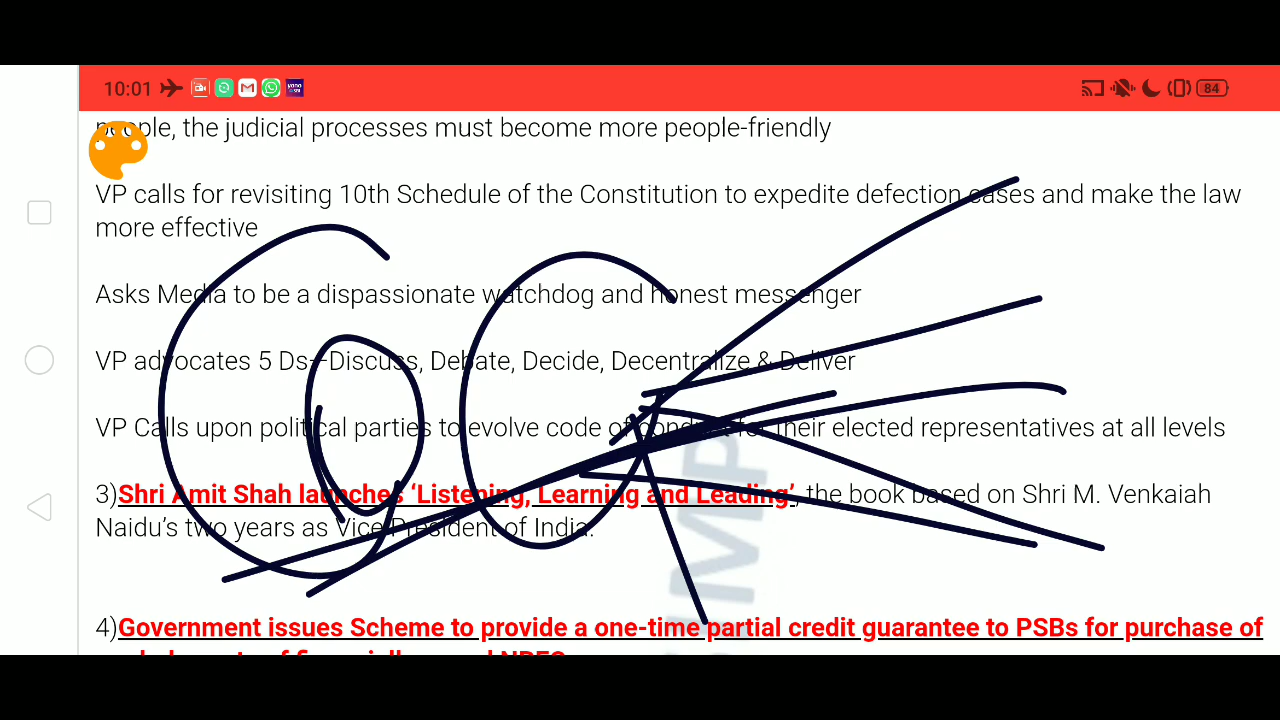 10:01
84
people, the judicial processes must become more people-friendly
VP calls for revisiting 10th Schedule of the Constitution to expedite defection cases and make the law
more effective
Asks Media to be a dispassionate watchdog and honest messenger
VP advocates 5 Ds–Discuss, Debate, Decide, Decentralize & Deliver
VP Calls upon political parties to evolve code of conduct for their elected representatives at all levels
3)Shri Amit Shah launches ‘Listening, Learning and Leading’, the book based on Shri M. Venkaiah
Naidu’s two years as Vice President of India.
4)Government issues Scheme to provide a one-time partial credit guarantee to PSBs for purchase of